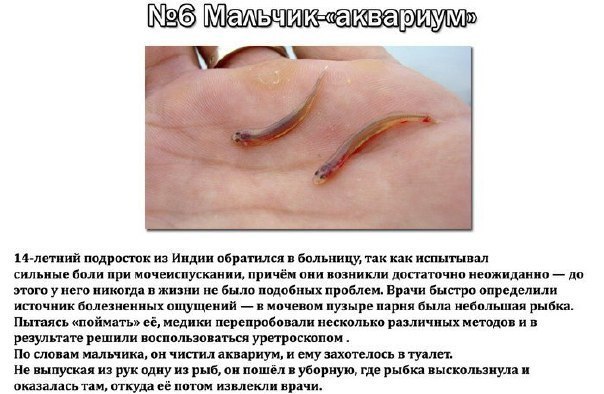 №6 Мальчик-«аквариум»
14-летний подросток из Индии обратился в больницу, так как испытывал
сильные боли при мочеиспускании, причём они возникли достаточно неожиданно — до
этого у него никогда в жизни не было подобных проблем. Врачи быстро определили
источник болезненных ощущений — в мочевом пузыре парня была небольшая рыбка.
Пытаясь «поймать» её, медики перепробовали несколько различных методов и в
результате решили воспользоваться уретроскопом .
По словам мальчика, он чистил аквариум, и ему захотелось в туалет.
Не выпуская из рук одну из рыб, он пошёл в уборную, где рыбка выскользнула и
оказалась там, откуда её потом извлекли врачи.